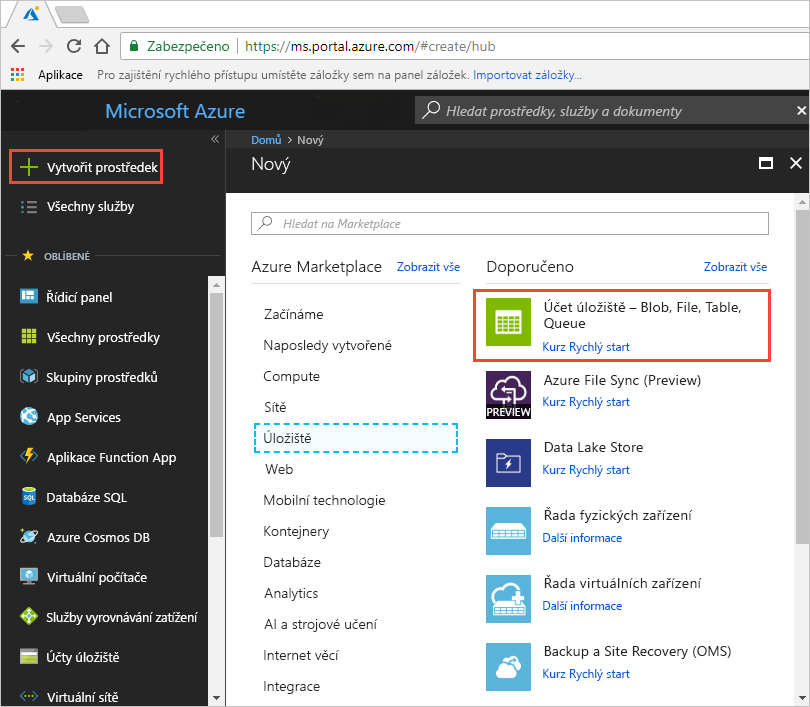 Zabezpečeno https://ms.portal.azure.com/#create/hub
Aplikace Pro zajištění rychlého přístupu umístěte záložky sem na panel záložek. Importovat záložky...
Microsoft Azure
Hledat prostředky, služby a dokumenty
Vytvořit prostředek
Všechny služby
OBLÍBENÉ
Řídicí panel
Všechny prostředky
Skupiny prostředků
App Services
Aplikace Function App
Databáze SQL
Azure Cosmos DB
Virtuální počítače
Služby vyrovnávání zatížení
Účty úložiště
Virtuální sítě
Domů > Nový
Nový
Hledat na Marketplace
Azure Marketplace Zobrazit vše
Začínáme
Naposledy vytvořené
Compute
Sítě
Úložiště
Web
Mobilní technologie
Kontejnery
Databáze
Analytics
AI a strojové učení
Internet věcí
Integrace
Doporučeno Zobrazit vše
Účet úložiště – Blob, File, Table,
Queue
Kurz Rychlý start
PREVIEW
Azure File Sync (Preview)
Kurz Rychlý start
Data Lake Store
Kurz Rychlý start
Řada fyzických zařízení
Další informace
Řada virtuálních zařízení
Další informace
Backup a Site Recovery (OMS)
Kurz Rychlý start